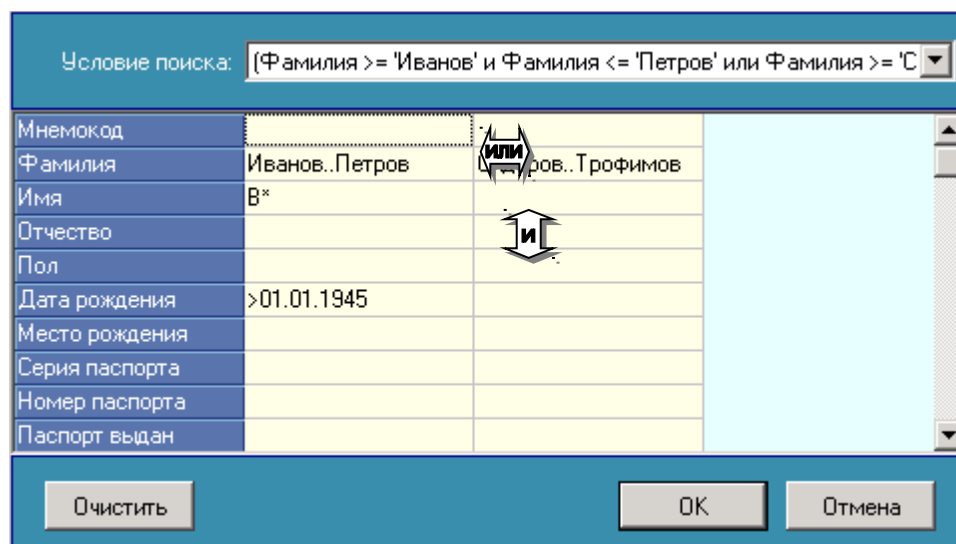 Условие поиска: (Фамилия >= 'Иванов' и Фамилия <= 'Петров' или Фамилия >= 'С
Мнемокод
Фамилия Иванов..Петров ..Трофимов
или
Имя В*
Отчество
и
Пол
Дата рождения >01.01.1945
Место рождения
Серия паспорта
Номер паспорта
Паспорт выдан
Очистить OK Отмена